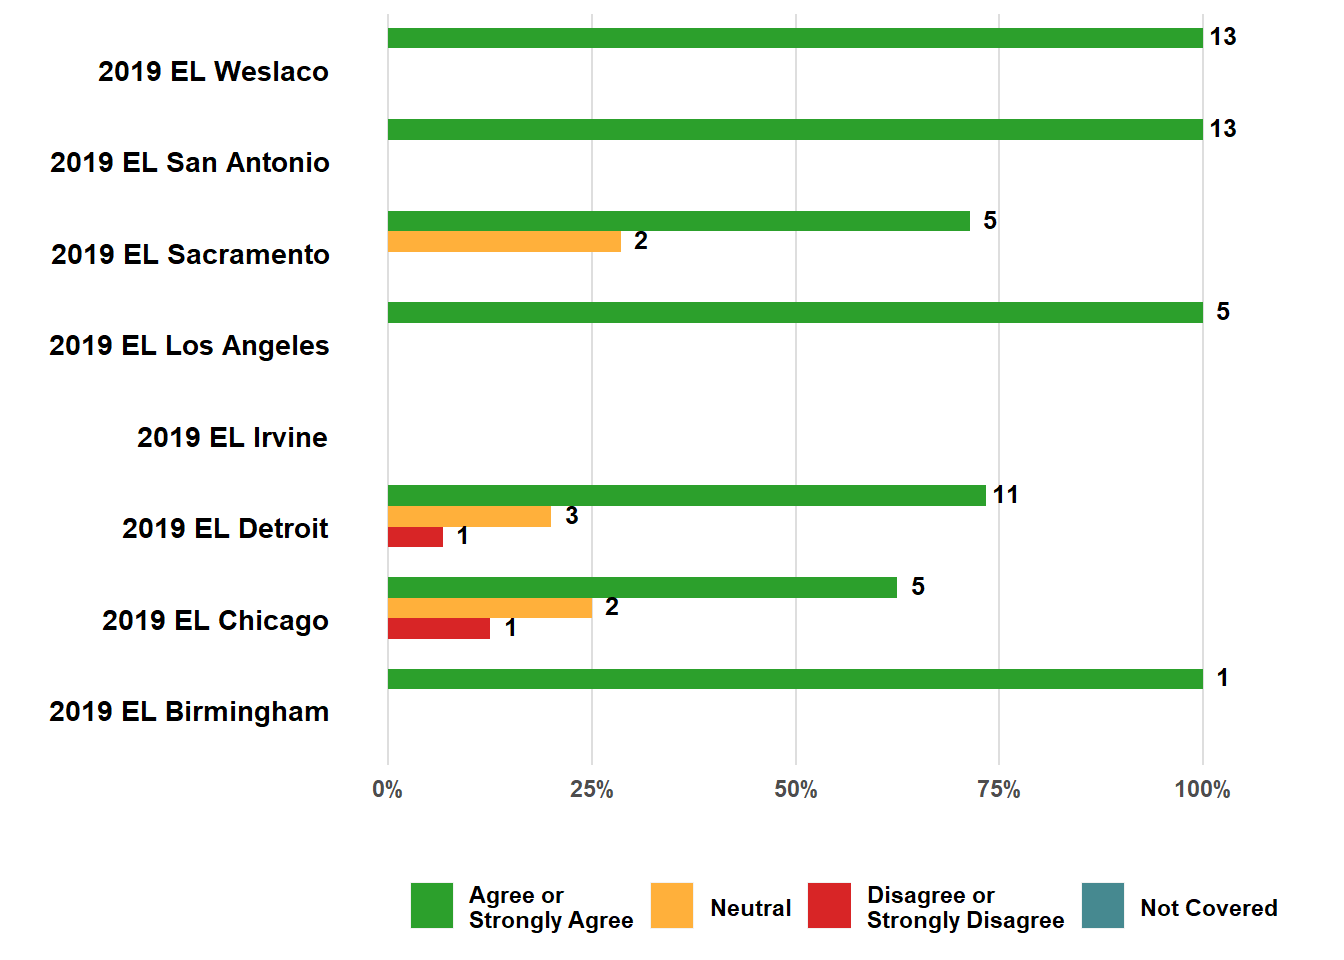 13
2019 EL Weslaco
13
2019 EL San Antonio
5
2
2019 EL Sacramento
5
2019 EL Los Angeles
2019 EL Irvine
11
3
2019 EL Detroit
1
5
2
2019 EL Chicago
1
1
2019 EL Birmingham
0% 25% 50% 75% 100%
Agree or
Strongly Agree
Neutral
Disagree or
Strongly Disagree
Not Covered